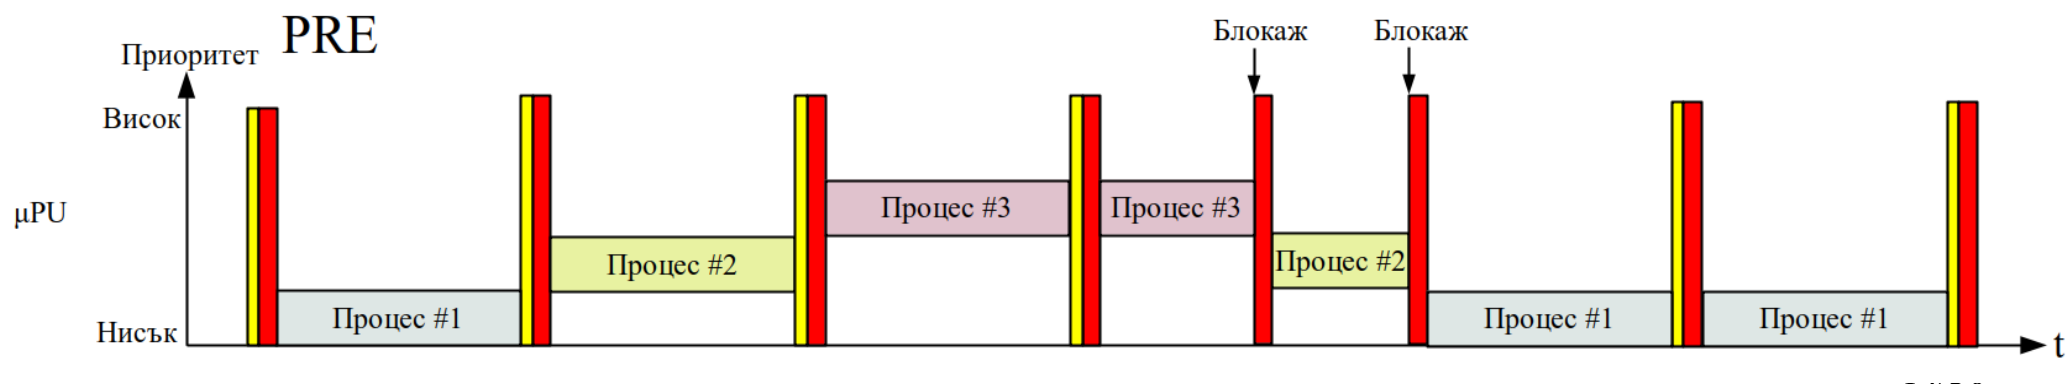 PRE
Приоритет
Блокаж
Блокаж
Висок
μPU
Процес #3
Процес #3
Процес #2
Процес #2
Процес #1
Процес #1
Процес #1
Нисък
t